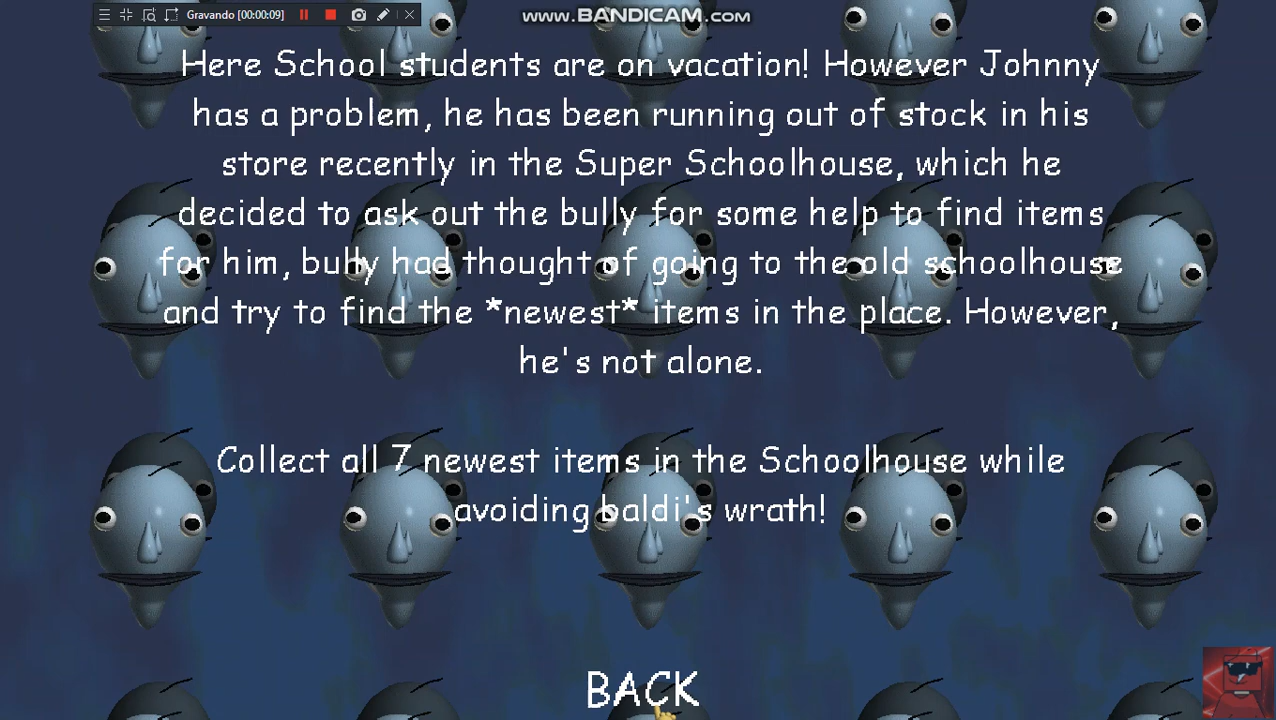 Gravando [00:00:09]
www.BANDICAM.com
Here School students are on vacation! However Johnny
has a problem, he has been running out of stock in his
store recently in the Super Schoolhouse, which he
decided to ask out the bully for some help to find items
for him, bully had thought of going to the old schoolhouse
and try to find the *newest* items in the place. However,
he's not alone.
Collect all 7 newest items in the Schoolhouse while
avoiding baldi's wrath!
BACK